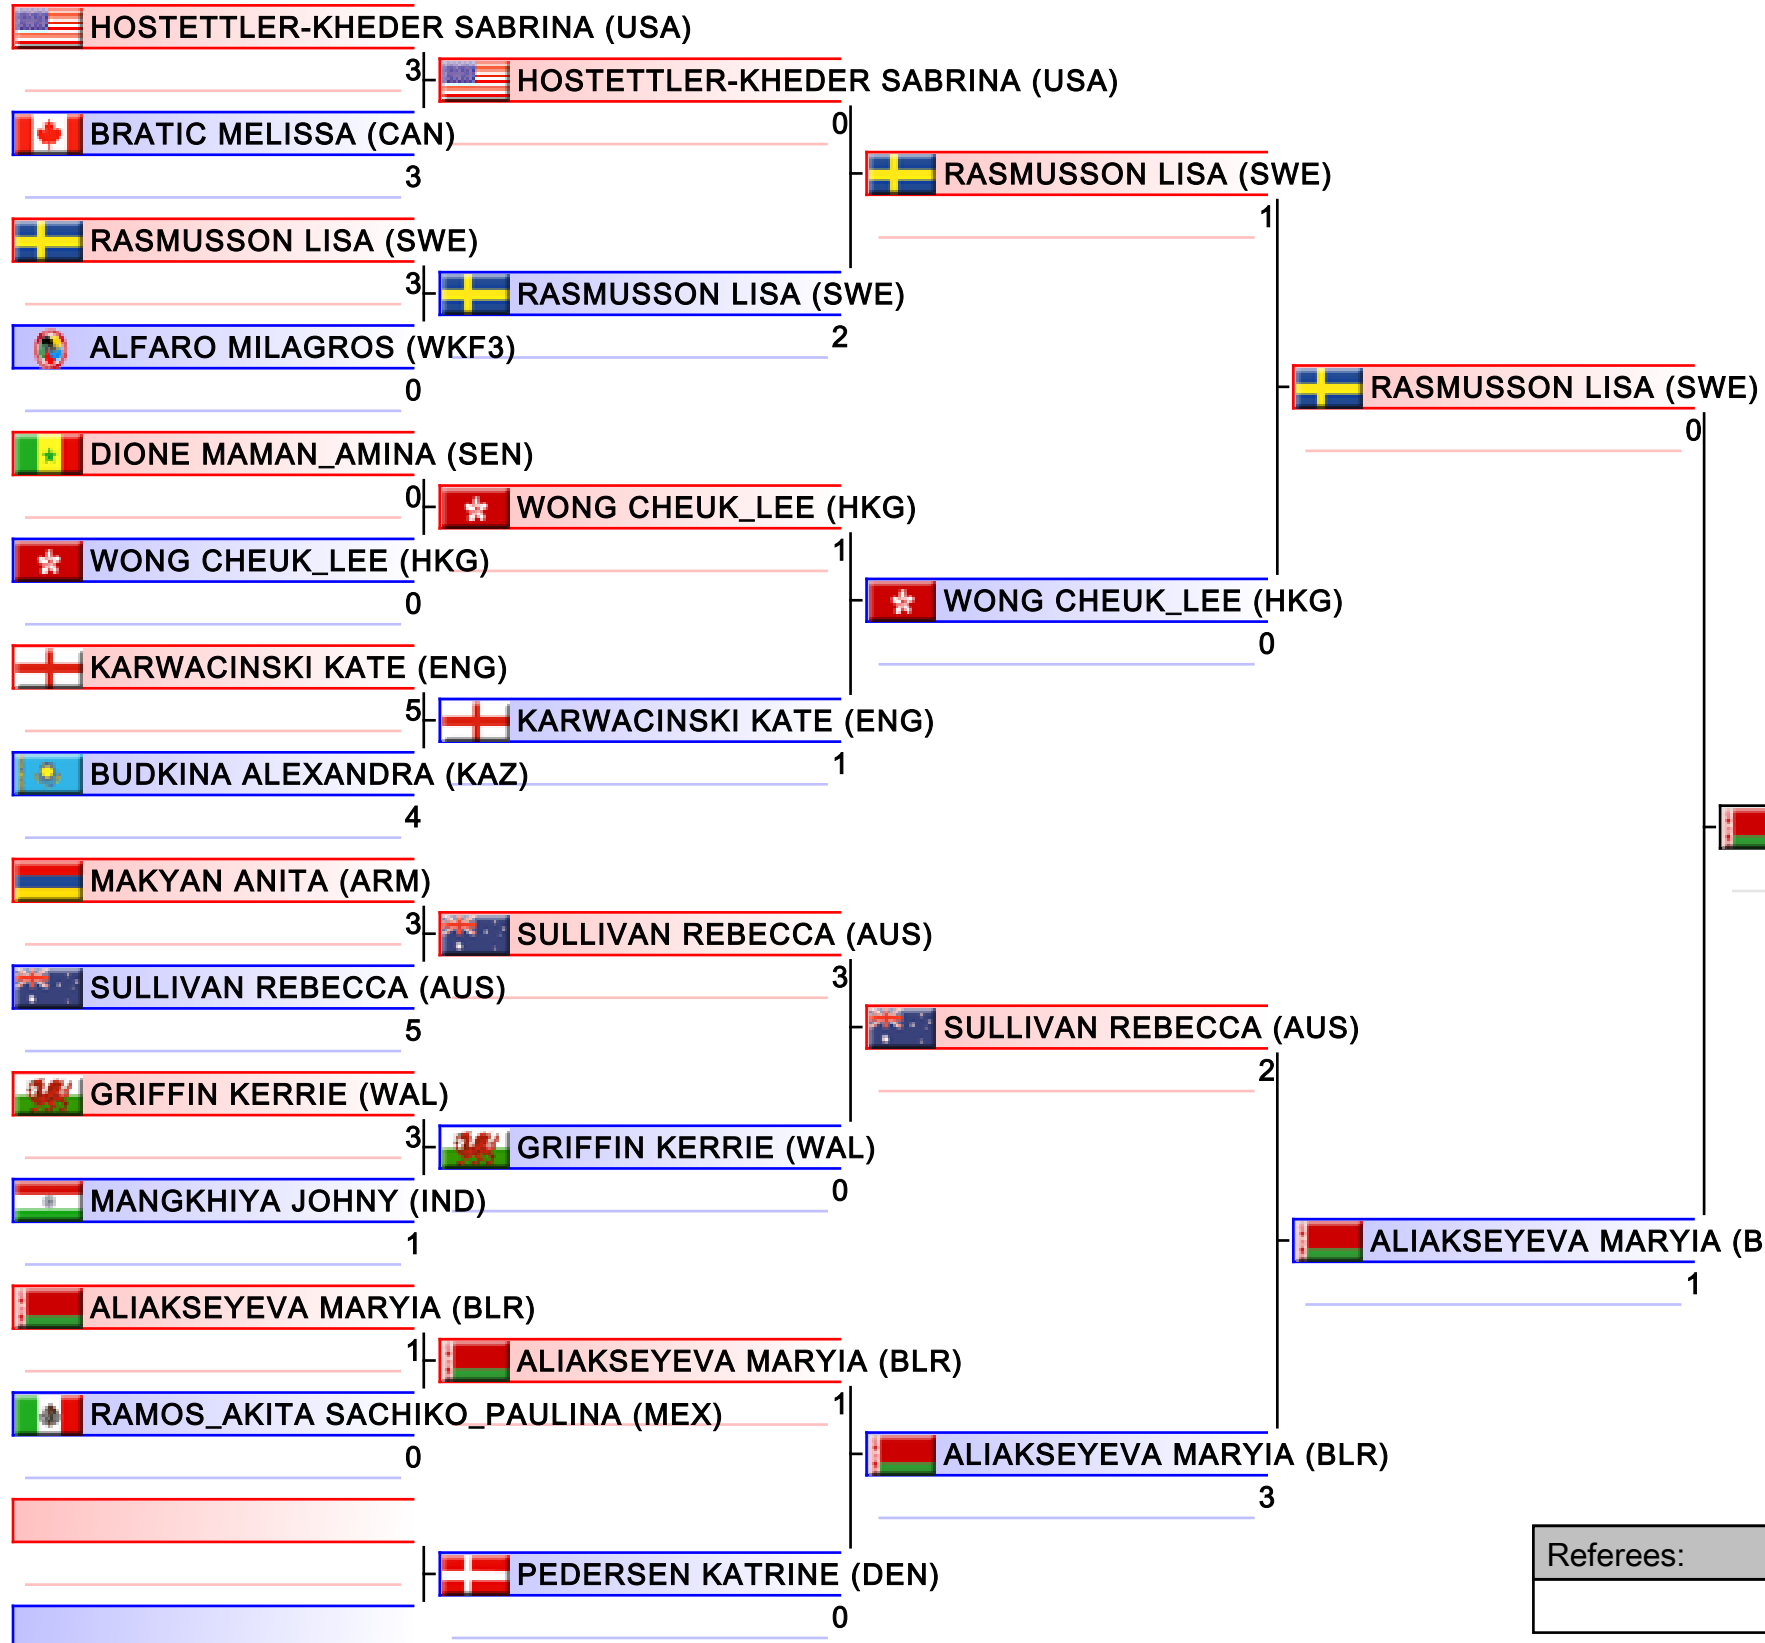 HOSTETTLER-KHEDER SABRINA (USA)
3
BRATIC MELISSA (CAN)
3
RASMUSSON LISA (SWE)
3
ALFARO MILAGROS (WKF3)
0
DIONE MAMAN_AMINA (SEN)
0
WONG CHEUK_LEE (HKG)
0
KARWACINSKI KATE (ENG)
5
BUDKINA ALEXANDRA (KAZ)
4
MAKYAN ANITA (ARM)
3
SULLIVAN REBECCA (AUS)
5
GRIFFIN KERRIE (WAL)
3
MANGKHIYA JOHNY (IND)
1
ALIAKSEYEVA MARYIA (BLR)
1
RAMOS_AKITA SACHIKO_PAULINA (MEX)
0
HOSTETTLER-KHEDER SABRINA (USA)
0
RASMUSSON LISA (SWE)
2
WONG CHEUK_LEE (HKG)
1
KARWACINSKI KATE (ENG)
1
SULLIVAN REBECCA (AUS)
3
GRIFFIN KERRIE (WAL)
0
ALIAKSEYEVA MARYIA (BLR)
1
PEDERSEN KATRINE (DEN)
0
RASMUSSON LISA (SWE)
1
WONG CHEUK_LEE (HKG)
0
SULLIVAN REBECCA (AUS)
2
ALIAKSEYEVA MARYIA (BLR)
3
RASMUSSON LISA (SWE)
0
ALIAKSEYEVA MARYIA (B
1
Referees: